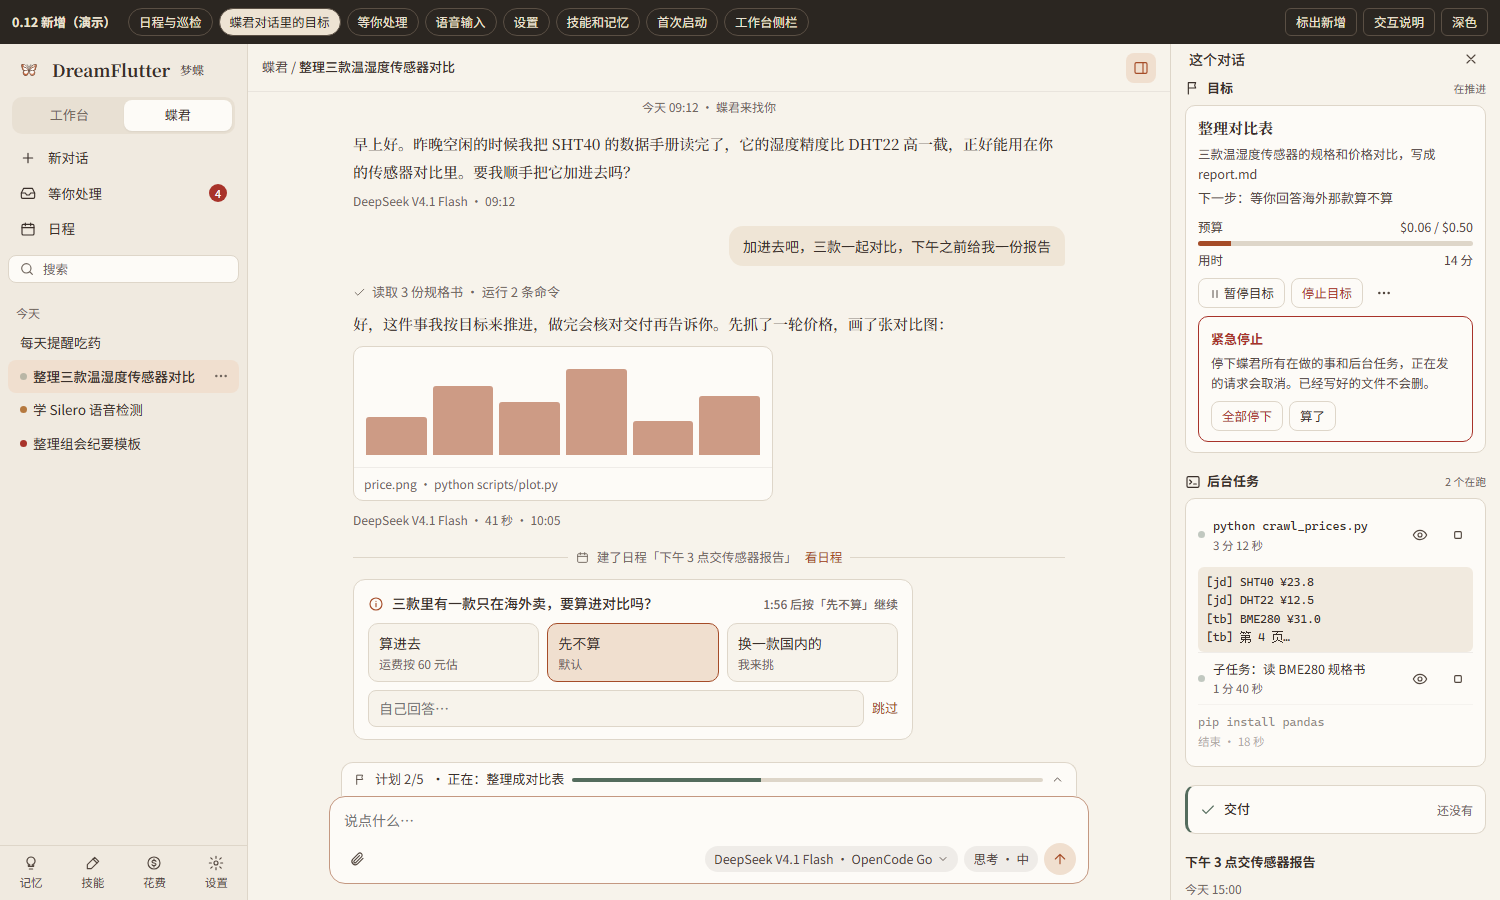 0.12 新增（演示）
日程与巡检
蝶君对话里的目标
等你处理
语音输入
设置
技能和记忆
首次启动
工作台侧栏
标出新增
交互说明
深色
DreamFlutter 梦蝶
工作台
蝶君
新对话
等你处理
4
日程
搜索
今天
每天提醒吃药
整理三款温湿度传感器对比
学 Silero 语音检测
整理组会纪要模板
记忆
技能
花费
设置
蝶君 / 整理三款温湿度传感器对比
今天 09:12 • 蝶君来找你
早上好。昨晚空闲的时候我把 SHT40 的数据手册读完了，它的湿度精度比 DHT22 高一截，正好能用在你
的传感器对比里。要我顺手把它加进去吗？
DeepSeek V4.1 Flash • 09:12
加进去吧，三款一起对比，下午之前给我一份报告
读取 3 份规格书 • 运行 2 条命令
好，这件事我按目标来推进，做完会核对交付再告诉你。先抓了一轮价格，画了张对比图：
price.png • python scripts/plot.py
DeepSeek V4.1 Flash • 41 秒 • 10:05
建了日程「下午 3 点交传感器报告」 看日程
三款里有一款只在海外卖，要算进对比吗？
1:56 后按「先不算」继续
算进去
运费按 60 元估
先不算
默认
换一款国内的
我来挑
自己回答…
跳过
计划 2/5 • 正在：整理成对比表
说点什么…
DeepSeek V4.1 Flash • OpenCode Go
思考 • 中
这个对话
目标
在推进
整理对比表
三款温湿度传感器的规格和价格对比，写成
report.md
下一步：等你回答海外那款算不算
预算
$0.06 / $0.50
用时
14 分
暂停目标
停止目标
紧急停止
停下蝶君所有在做的事和后台任务，正在发
的请求会取消。已经写好的文件不会删。
全部停下
算了
后台任务
2 个在跑
python crawl_prices.py
3 分 12 秒
[jd] SHT40 ¥23.8
[jd] DHT22 ¥12.5
[tb] BME280 ¥31.0
[tb] 第 4 页…
子任务：读 BME280 规格书
1 分 40 秒
pip install pandas
结束 • 18 秒
交付
还没有
下午 3 点交传感器报告
今天 15:00